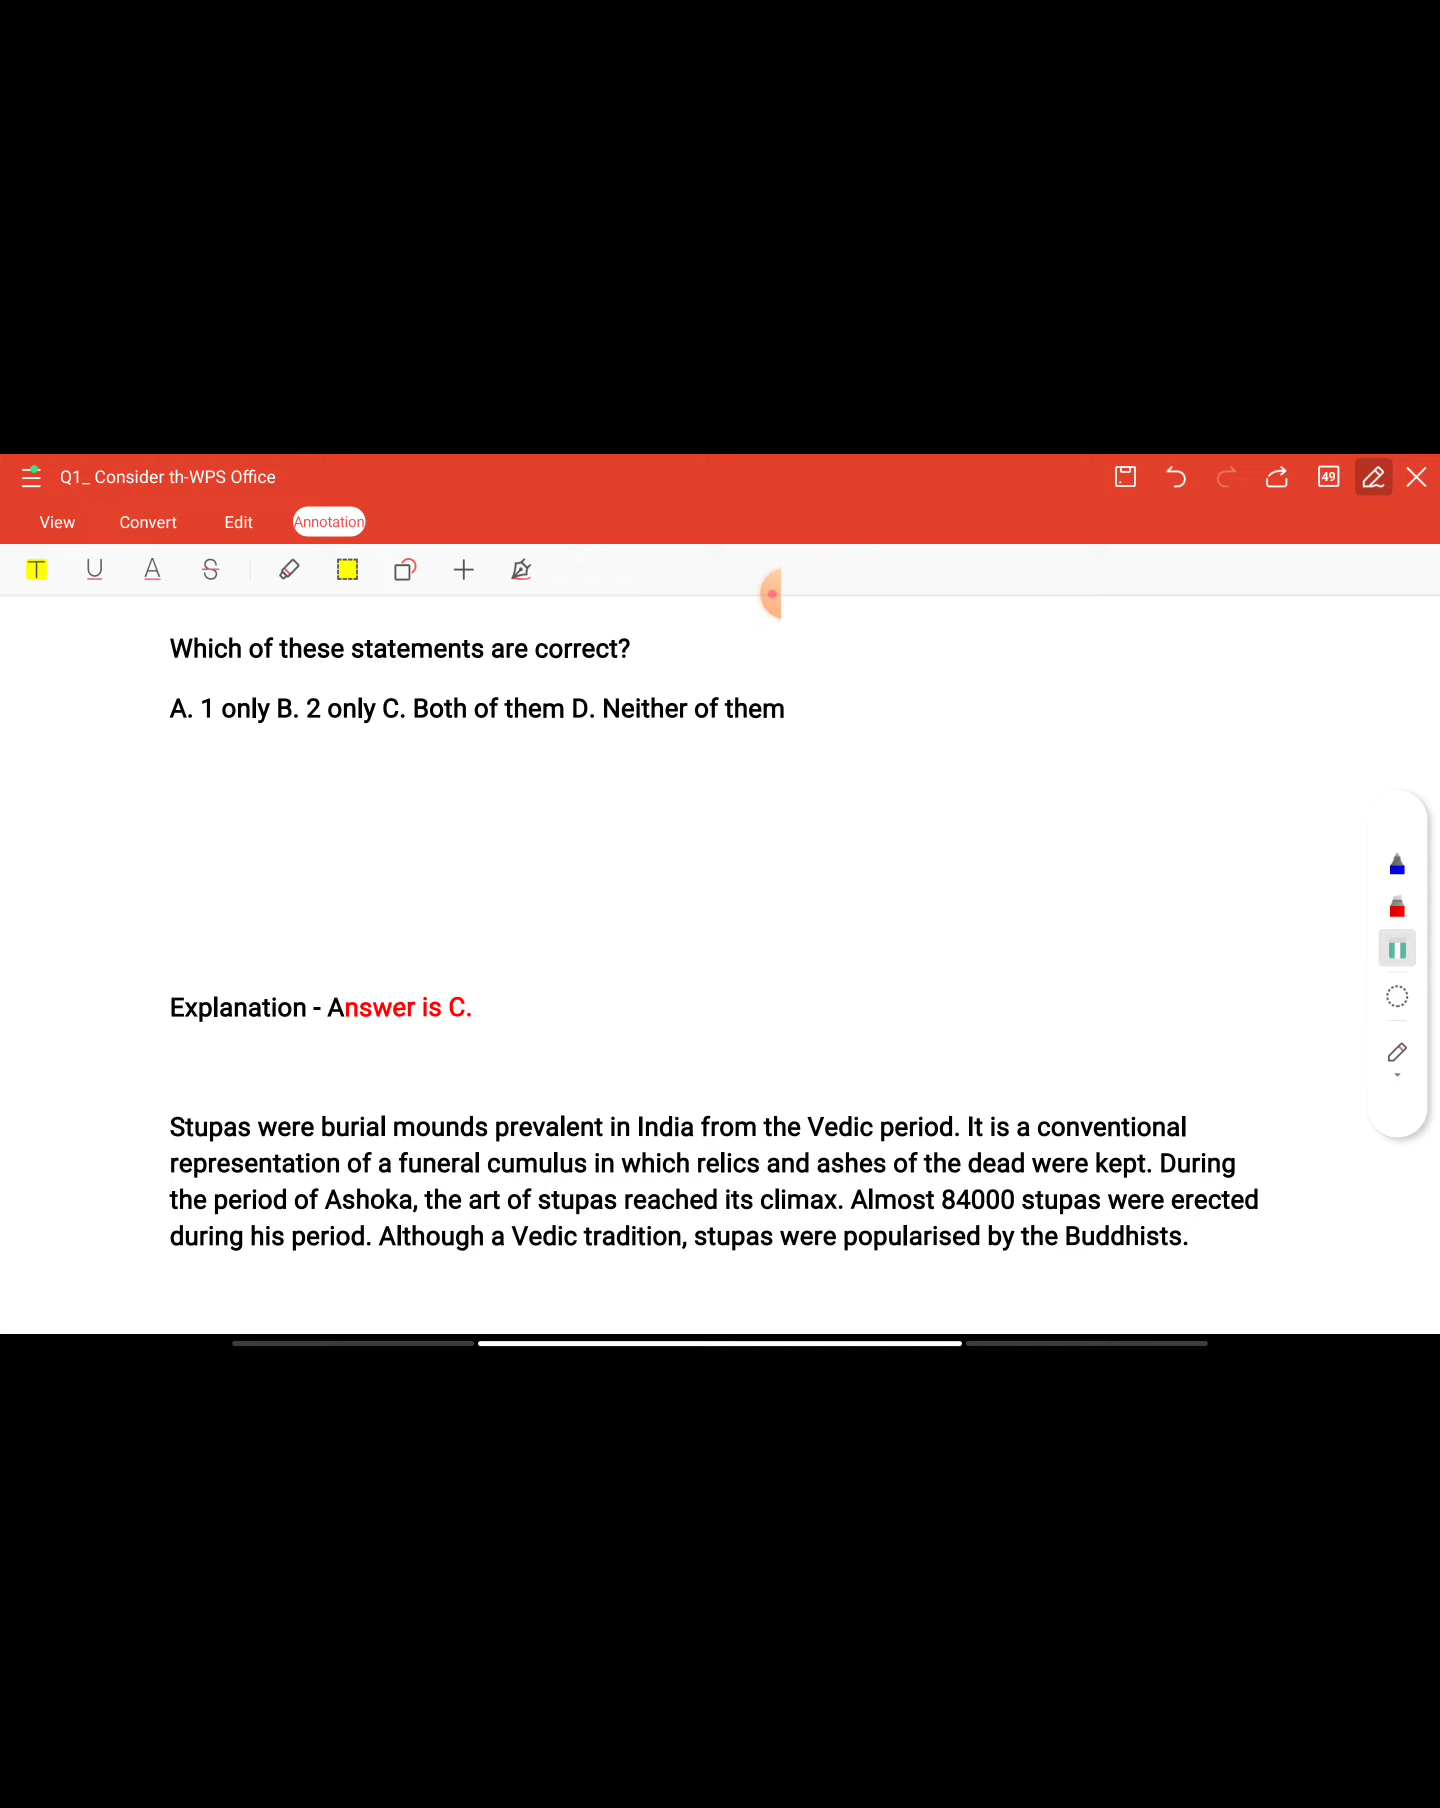 Q1_ Consider th-WPS Office
49
View Convert Edit Annotation
T U A S
Which of these statements are correct?
A. 1 only B. 2 only C. Both of them D. Neither of them
Explanation - Answer is C.
Stupas were burial mounds prevalent in India from the Vedic period. It is a conventional
representation of a funeral cumulus in which relics and ashes of the dead were kept. During
the period of Ashoka, the art of stupas reached its climax. Almost 84000 stupas were erected
during his period. Although a Vedic tradition, stupas were popularised by the Buddhists.